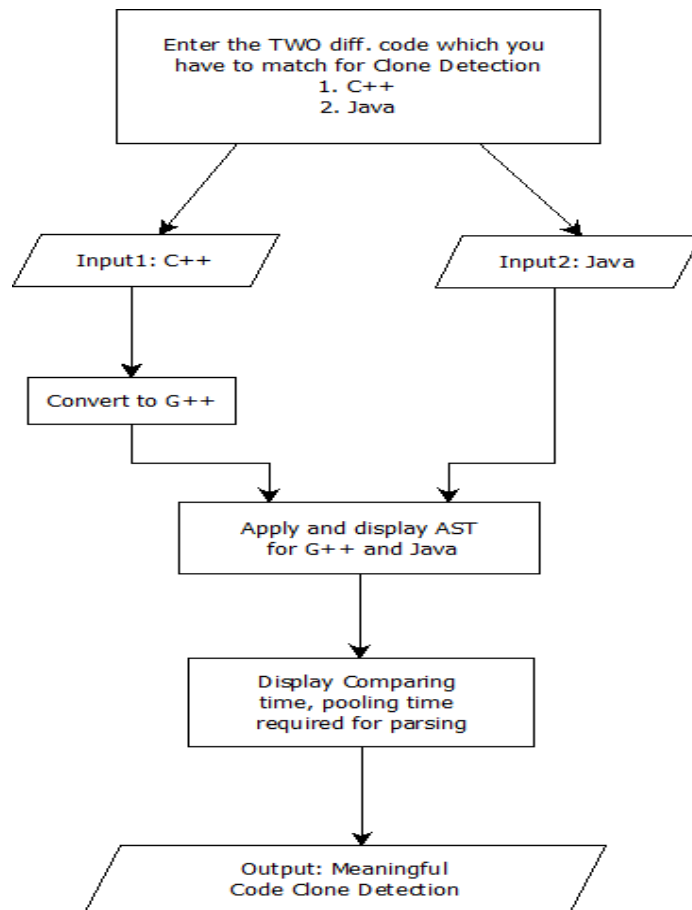 Enter the TWO diff. code which you
have to match for Clone Detection
1. C++
2. Java
Input1: C++
Input2: Java
Convert to G++
Apply and display AST
for G++ and Java
Display Comparing
time, pooling time
required for parsing
Output: Meaningful
Code Clone Detection